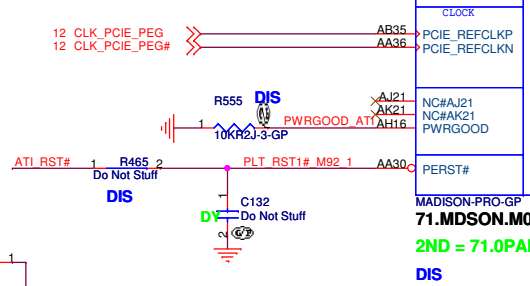 CLOCK
12 CLK_PCIE_PEG
AB35
PCIE_REFCLKP
12 CLK_PCIE_PEG#
AA36
PCIE_REFCLKN
R555
DIS
AJ21
NC#AJ21
AK21
NC#AK21
1
PWRGOOD_ATI
AH16
PWRGOOD
10KR2J-3-GP
ATI_RST#
1
R465
2
PLT_RST1#_M92_1
AA30
PERST#
Do Not Stuff
DIS
1
C132
DY
Do Not Stuff
2
MADISON-PRO-GP
71.MDSON.M0
2ND = 71.0PA
DIS
1